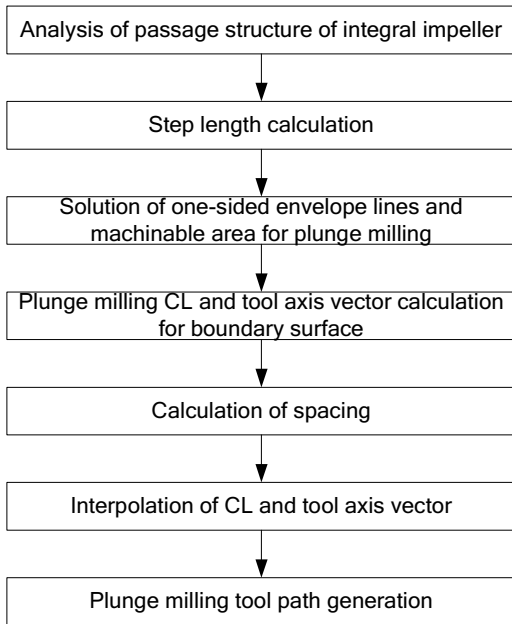 Analysis of passage structure of integral impeller
Step length calculation
Solution of one-sided envelope lines and
machinable area for plunge milling
Plunge milling CL and tool axis vector calculation
for boundary surface
Calculation of spacing
Interpolation of CL and tool axis vector
Plunge milling tool path generation